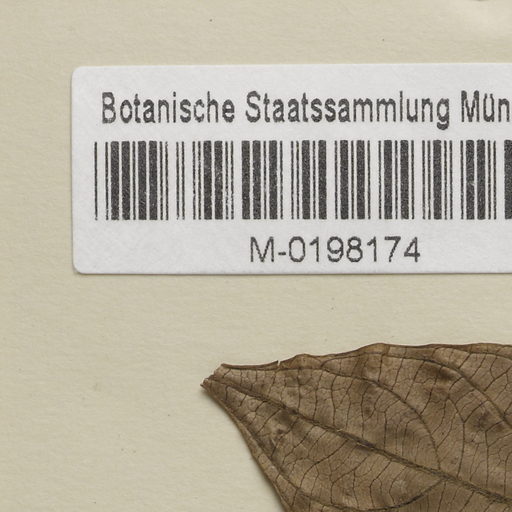 Botanische Staatssammlung Mün
M-0198174